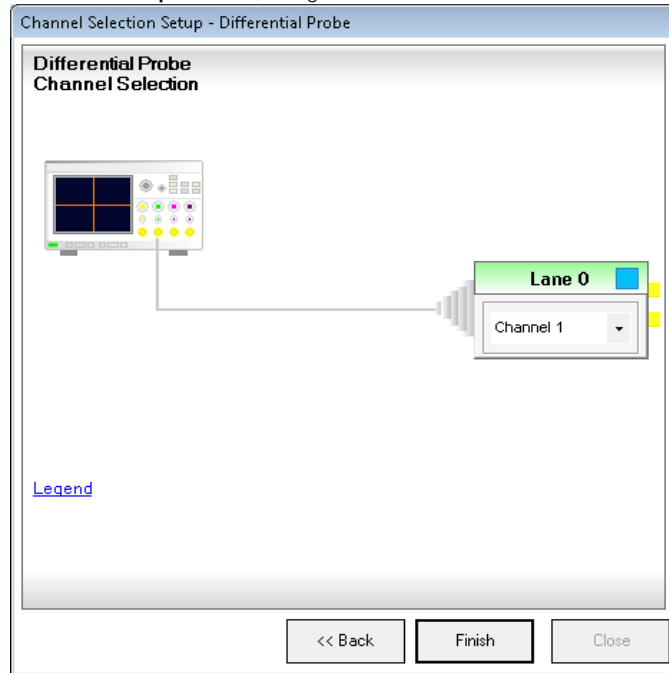 Channel Selection Setup - Differential Probe
Differential Probe
Channel Selection
Lane 0
Channel 1
Legend
<< Back
Finish
Close